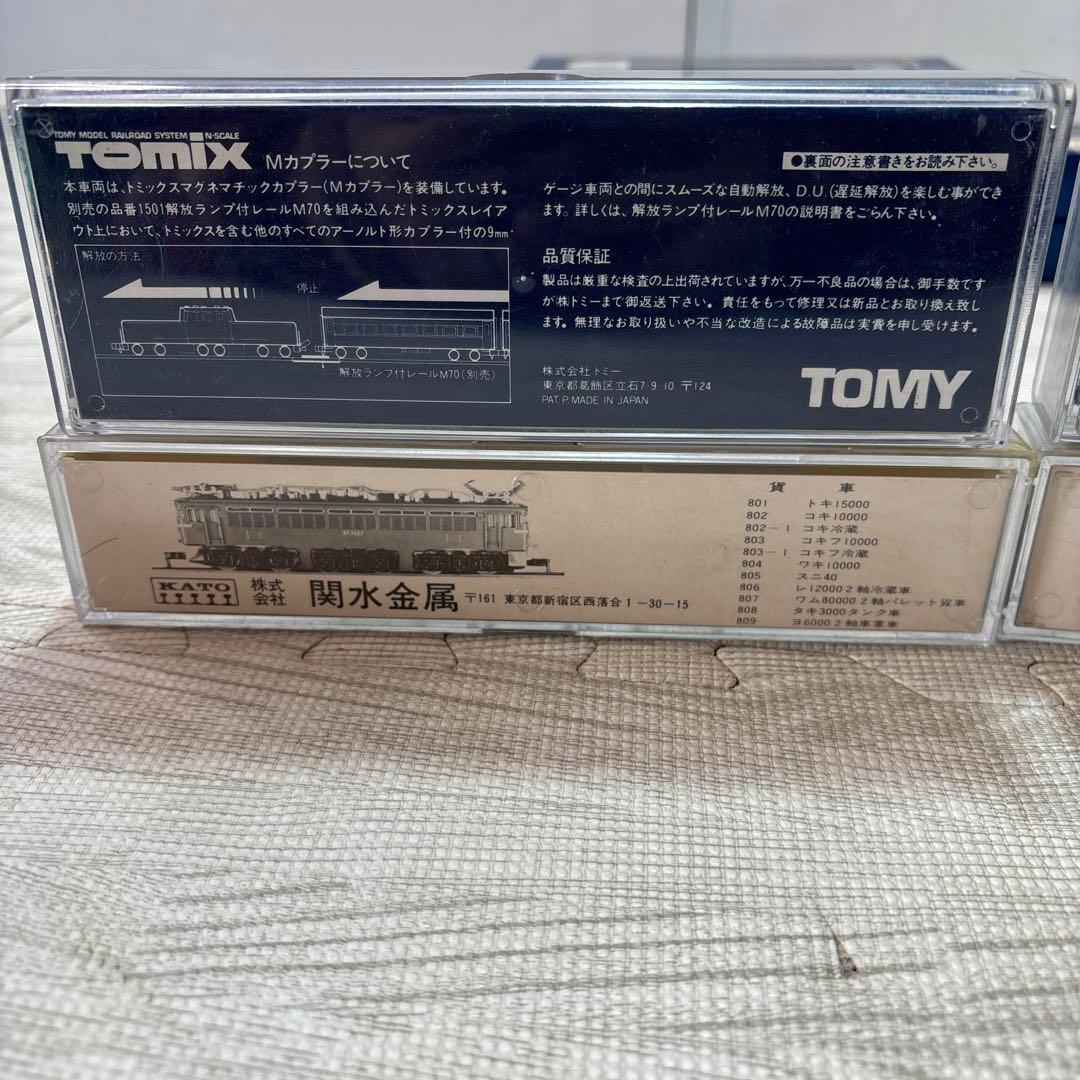 TOMY MODEL RAILROAD SYSTEM N-SCALE
TOMIX Mカプラーについて
本車両は、トミックスマグネマチックカプラー(Mカプラー)を装備しています。
別売の品番1501解放ランプ付レールM70を組み込んだトミックスレイア
ウト上において、トミックスを含む他のすべてのアーノルト形カプラー付の9mm
解放の方法
停止
解放ランプ付レールM70(別売)
●裏面の注意書きをお読み下さい。
ゲージ車両との間にスムーズな自動解放、D.U.(遅延解放)を楽しむ事ができ
ます。詳しくは、解放ランプ付レールM70の説明書をごらん下さい。
品質保証
製品は厳重な検査の上出荷されていますが、万一不良品の場合は、御手数です
が(株)トミーまで御返送下さい。責任をもって修理又は新品とお取り換え致し
ます。無理なお取り扱いや不当な改造による故障品は実費を申し受けます。
株式会社トミー
東京都葛飾区立石7-9-10 〒124
PAT. P. MADE IN JAPAN
TOMY
KATO
株式会社 関水金属 〒161 東京都新宿区西落合1-30-15
貨車
801 トキ15000
802 コキ10000
802-1 コキ冷蔵
803 コキフ10000
803-1 コキフ冷蔵
804 ワキ10000
805 スニ40
806 レ12000 2軸冷蔵車
807 ワム80000 2軸パレット貨車
808 タキ3000タンク車
809 ヨ6000 2軸車掌車